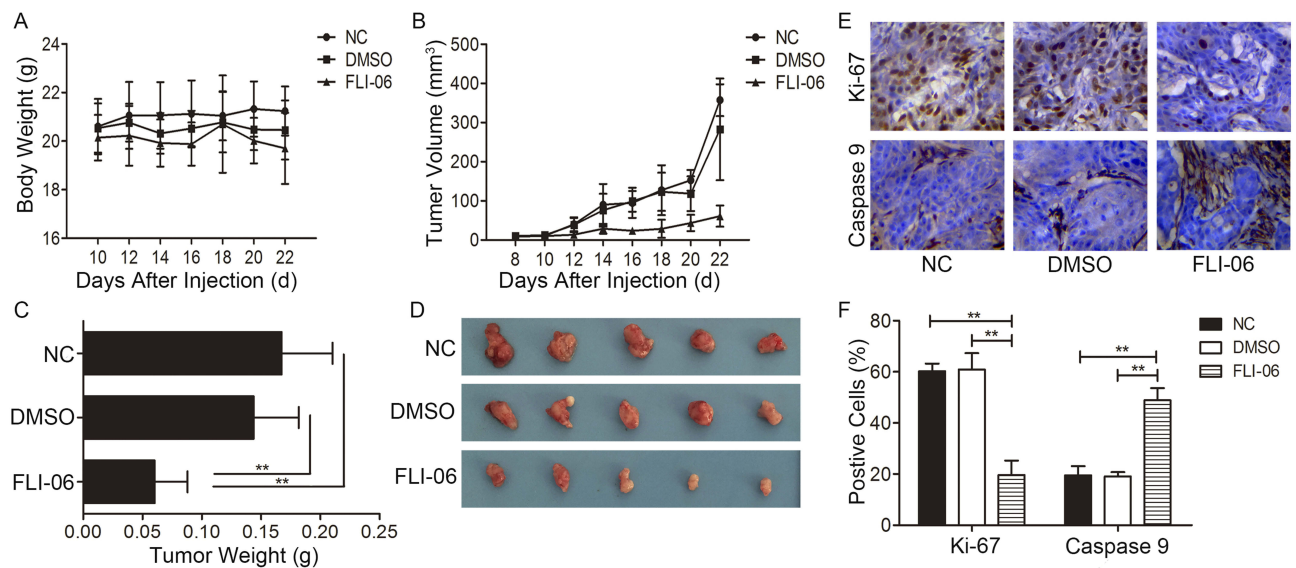 A
Body Weight (g)
24
22
20
18
16
10 12 14 16 18 20 22
Days After Injection (d)
NC
DMSO
FLI-06
B
Tumer Volume (mm³)
500
400
300
200
100
0
8 10 12 14 16 18 20 22
Days After Injection (d)
NC
DMSO
FLI-06
C
NC
DMSO
FLI-06
**
**
0.00 0.05 0.10 0.15 0.20 0.25
Tumor Weight (g)
D
NC
DMSO
FLI-06
E
Ki-67
Caspase 9
NC DMSO FLI-06
F
Postive Cells (%)
80
60
40
20
0
**
**
**
**
Ki-67 Caspase 9
NC
DMSO
FLI-06